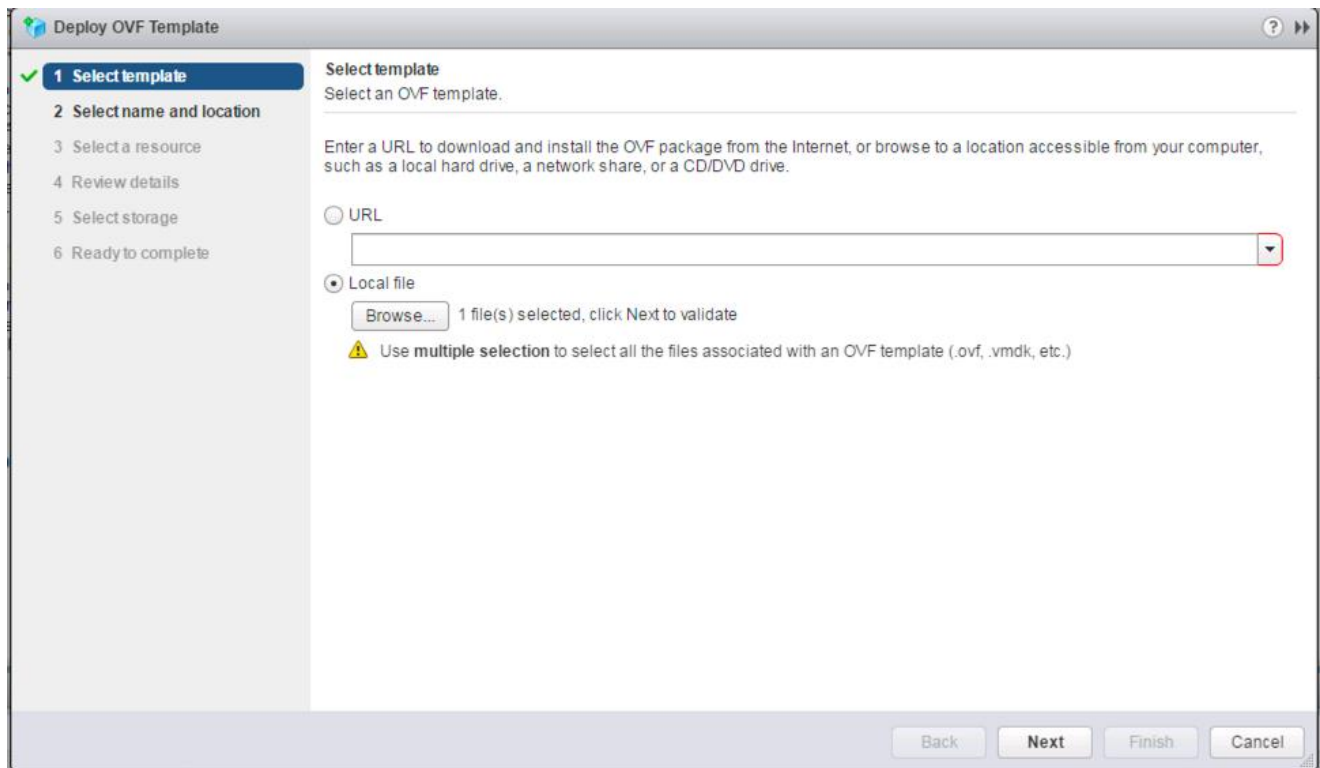 Deploy OVF Template
?
1 Select template
2 Select name and location
3 Select a resource
4 Review details
5 Select storage
6 Ready to complete
Select template
Select an OVF template.
Enter a URL to download and install the OVF package from the Internet, or browse to a location accessible from your computer,
such as a local hard drive, a network share, or a CD/DVD drive.
URL
Local file
Browse... 1 file(s) selected, click Next to validate
Use multiple selection to select all the files associated with an OVF template (.ovf, .vmdk, etc.)
Back Next Finish Cancel